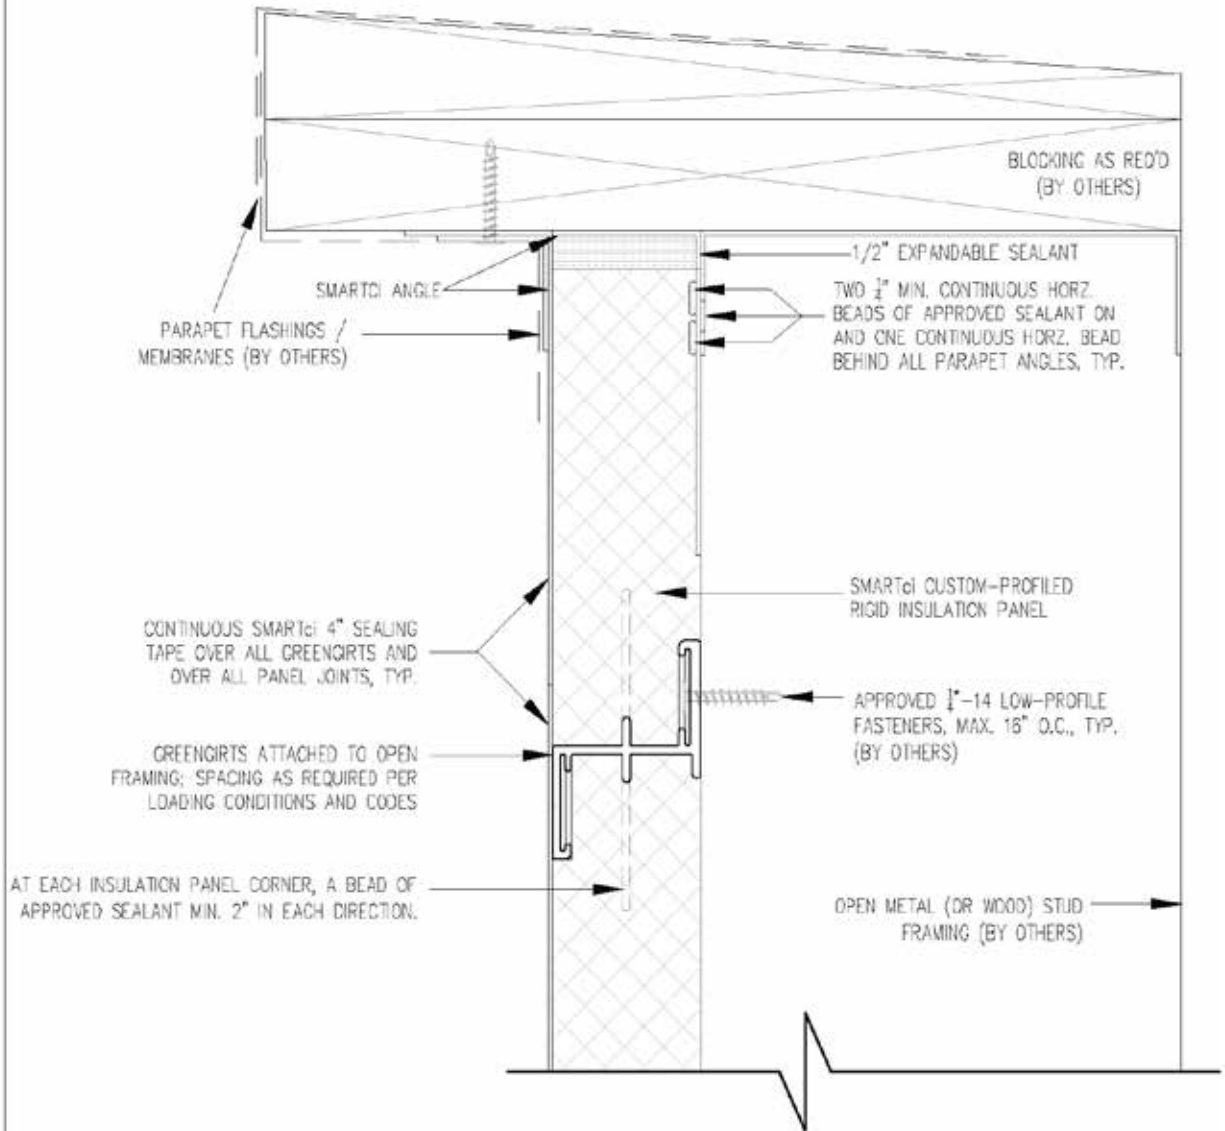 BLOCKING AS REQ'D
(BY OTHERS)
1/2" EXPANDABLE SEALANT
SMARTCI ANGLE
TWO ¼" MIN. CONTINUOUS HORZ.
BEADS OF APPROVED SEALANT ON
AND ONE CONTINUOUS HORZ. BEAD
BEHIND ALL PARAPET ANGLES, TYP.
PARAPET FLASHINGS /
MEMBRANES (BY OTHERS)
SMARTci CUSTOM-PROFILED
RIGID INSULATION PANEL
CONTINUOUS SMARTci 4" SEALING
TAPE OVER ALL GREENGIRTS AND
OVER ALL PANEL JOINTS, TYP.
APPROVED ¼"-14 LOW-PROFILE
FASTENERS, MAX. 16" O.C., TYP.
(BY OTHERS)
GREENGIRTS ATTACHED TO OPEN
FRAMING; SPACING AS REQUIRED PER
LOADING CONDITIONS AND CODES
AT EACH INSULATION PANEL CORNER, A BEAD OF
APPROVED SEALANT MIN. 2" IN EACH DIRECTION.
OPEN METAL (OR WOOD) STUD
FRAMING (BY OTHERS)